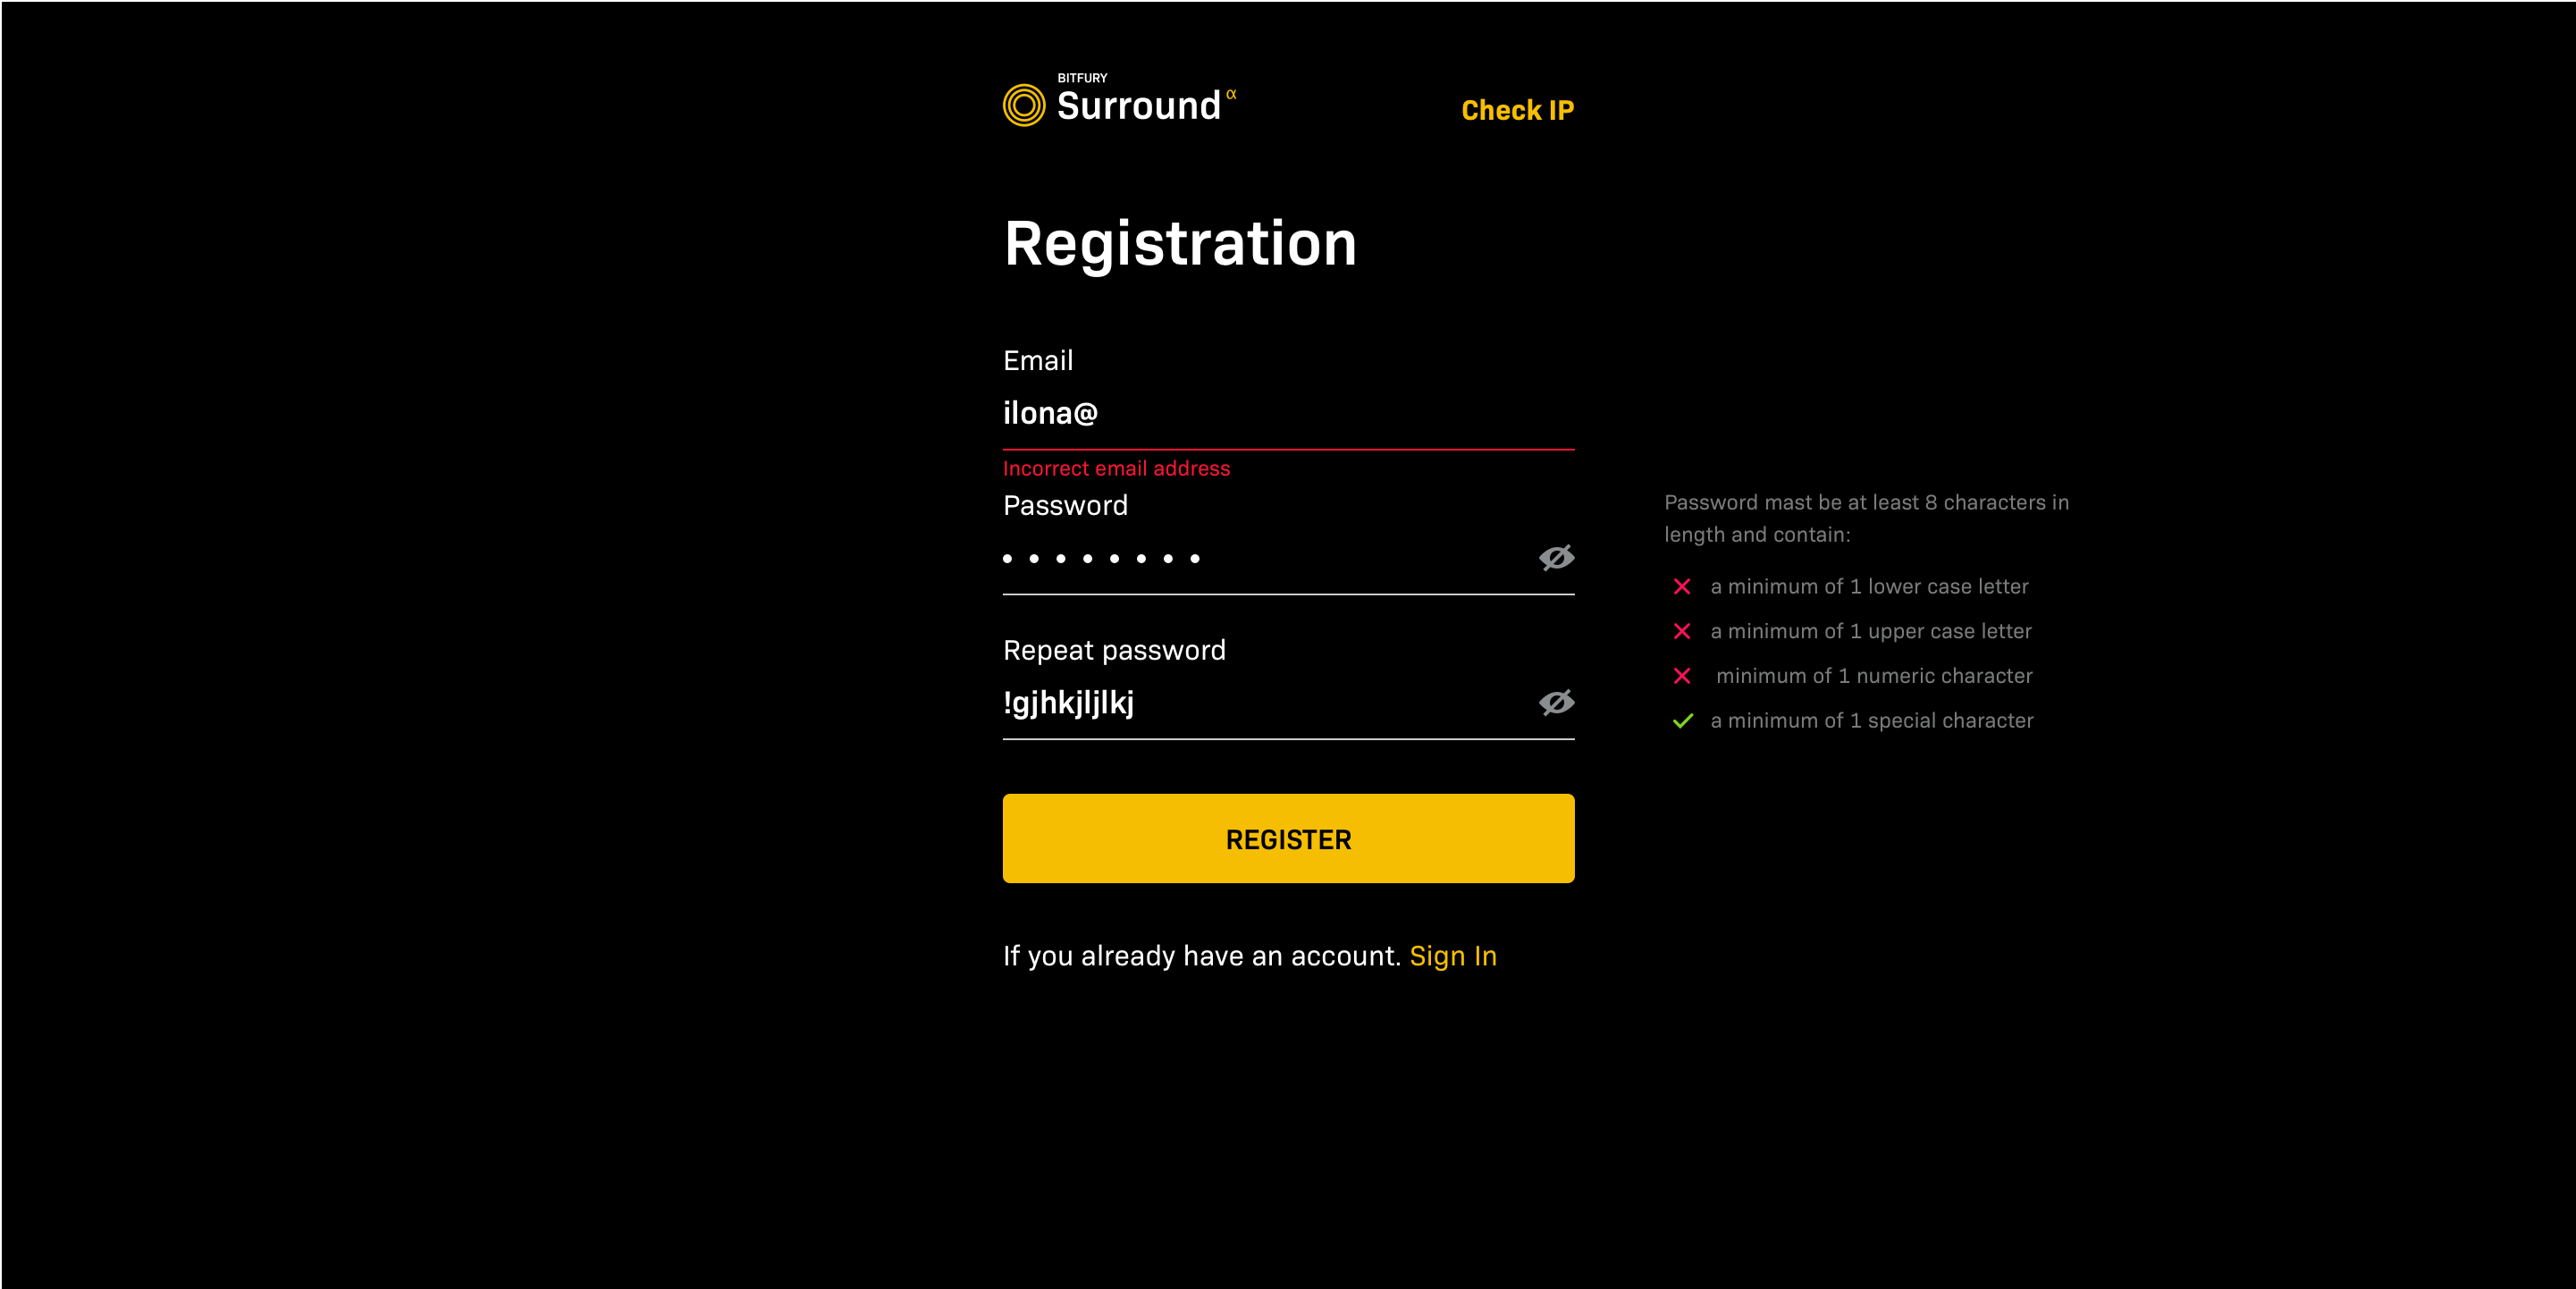 BITFURY
Surround α
Check IP
Registration
Email
ilona@
Incorrect email address
Password
Password mast be at least 8 characters in
length and contain:
a minimum of 1 lower case letter
a minimum of 1 upper case letter
minimum of 1 numeric character
a minimum of 1 special character
Repeat password
!gjhkjljlkj
REGISTER
If you already have an account. Sign In